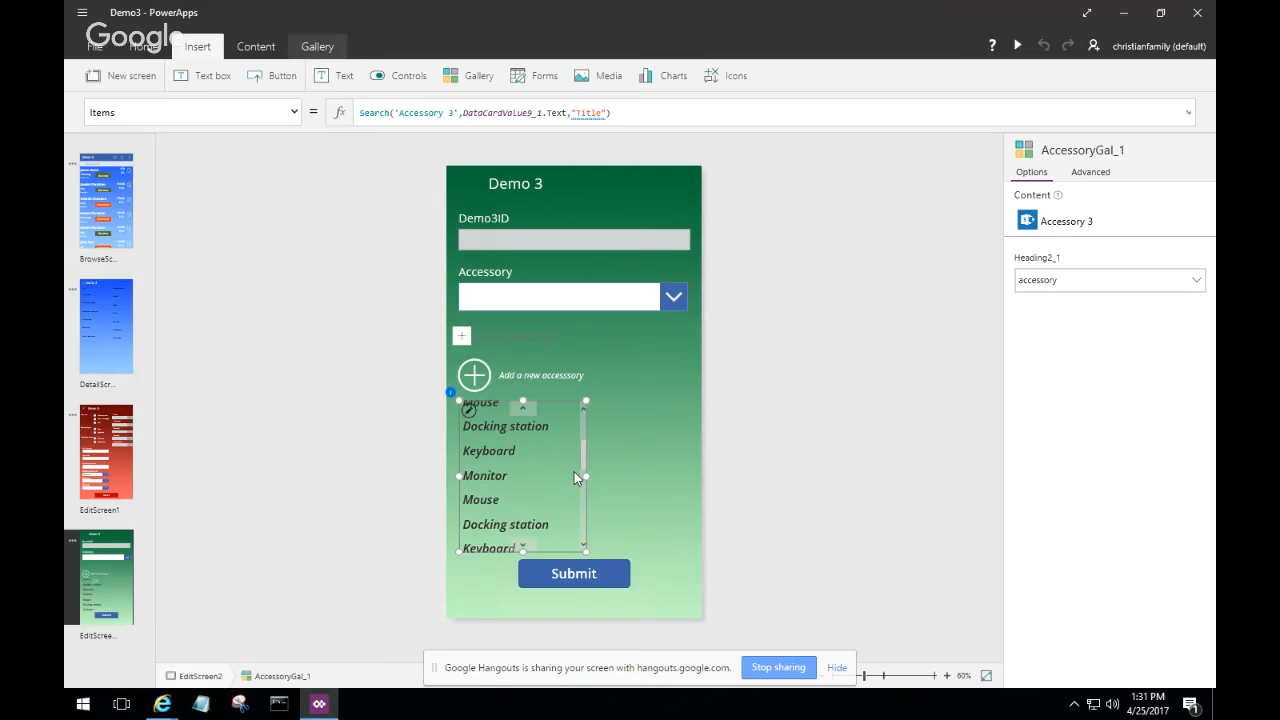 Demo3 - PowerApps
Google
File Home Insert Content Gallery
christianfamily (default)
New screen Text box Button Text Controls Gallery Forms Media Charts Icons
Items = fx Search('Accessory 3',DataCardValue9_1.Text,"Title")
BrowseSc...
DetailScr...
EditScreen1
EditScree...
Demo 3
Demo3ID
Accessory
Add a new accesssory
Mouse
Docking station
Keyboard
Monitor
Mouse
Docking station
Keyboard
Submit
AccessoryGal_1
Options Advanced
Content
Accessory 3
Heading2_1
accessory
Google Hangouts is sharing your screen with hangouts.google.com. Stop sharing Hide
EditScreen2 AccessoryGal_1
60%
1:31 PM
4/25/2017